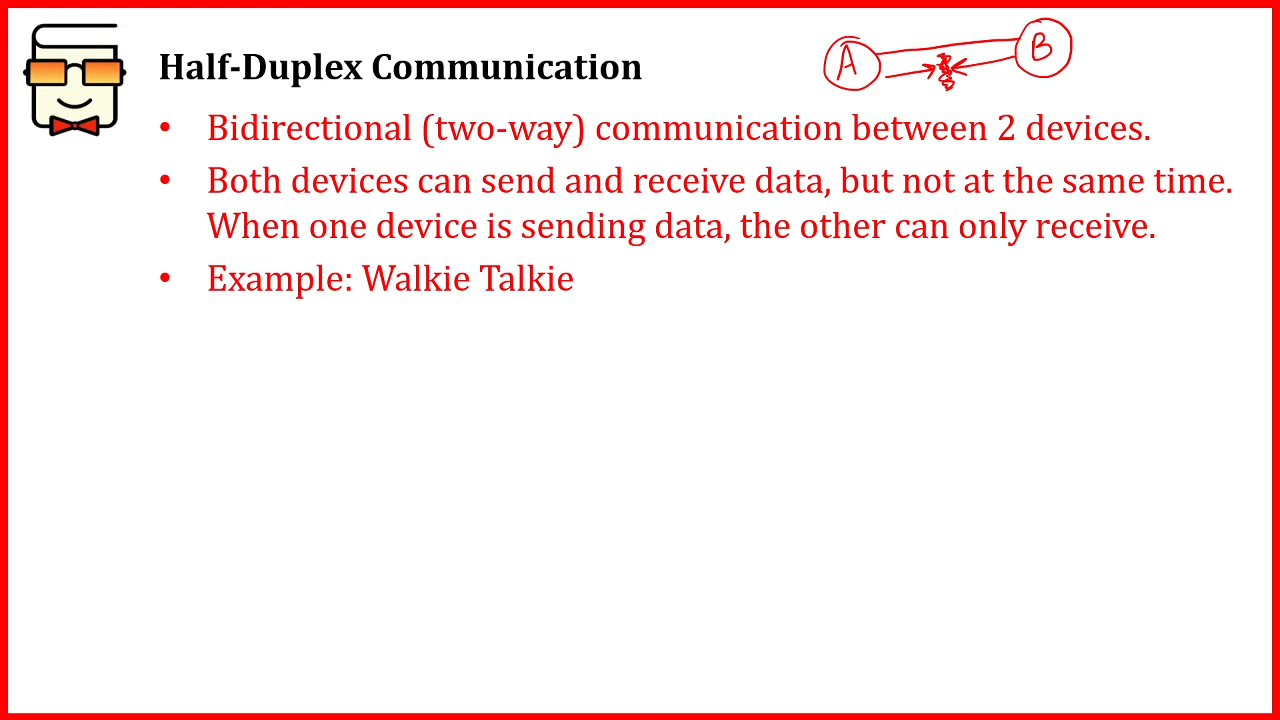 Half-Duplex Communication
A
B
• Bidirectional (two-way) communication between 2 devices.
• Both devices can send and receive data, but not at the same time.
When one device is sending data, the other can only receive.
• Example: Walkie Talkie